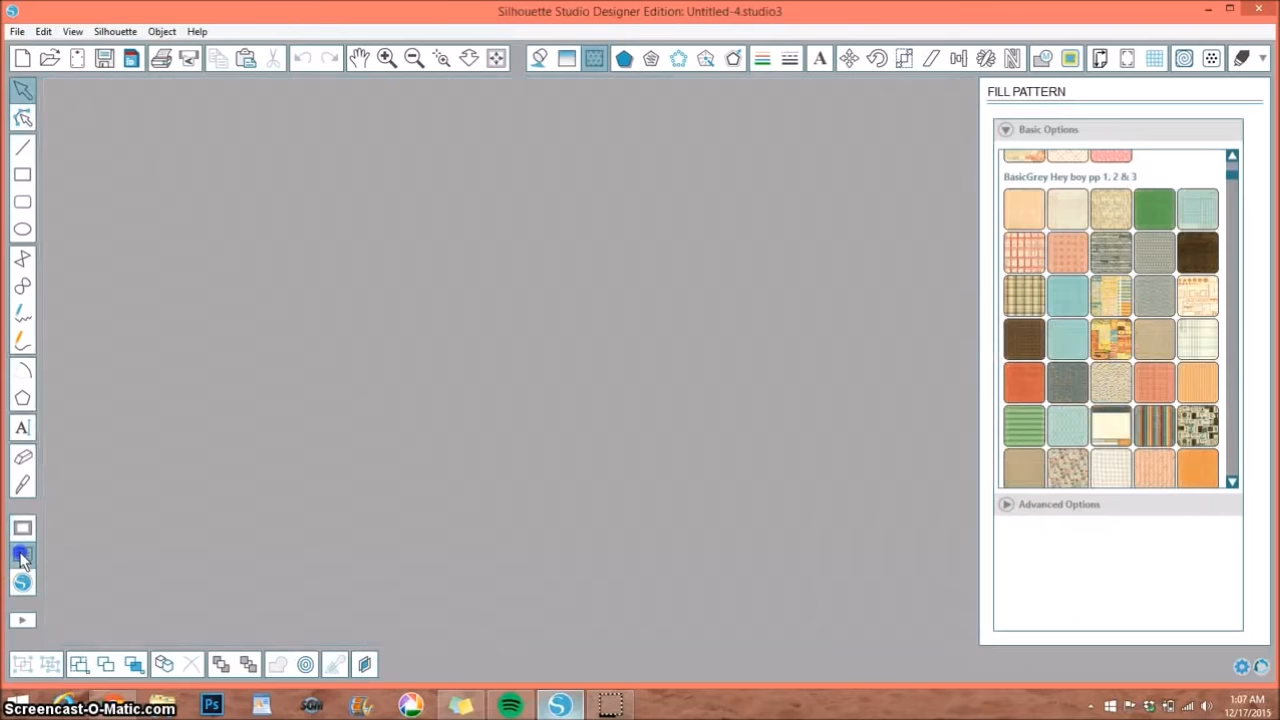 Silhouette Studio Designer Edition: Untitled-4.studio3
File Edit View Silhouette Object Help
FILL PATTERN
Basic Options
BasicGrey Hey boy pp 1, 2 & 3
Advanced Options
Screencast-O-Matic.com
Ps
1:07 AM
12/17/2015